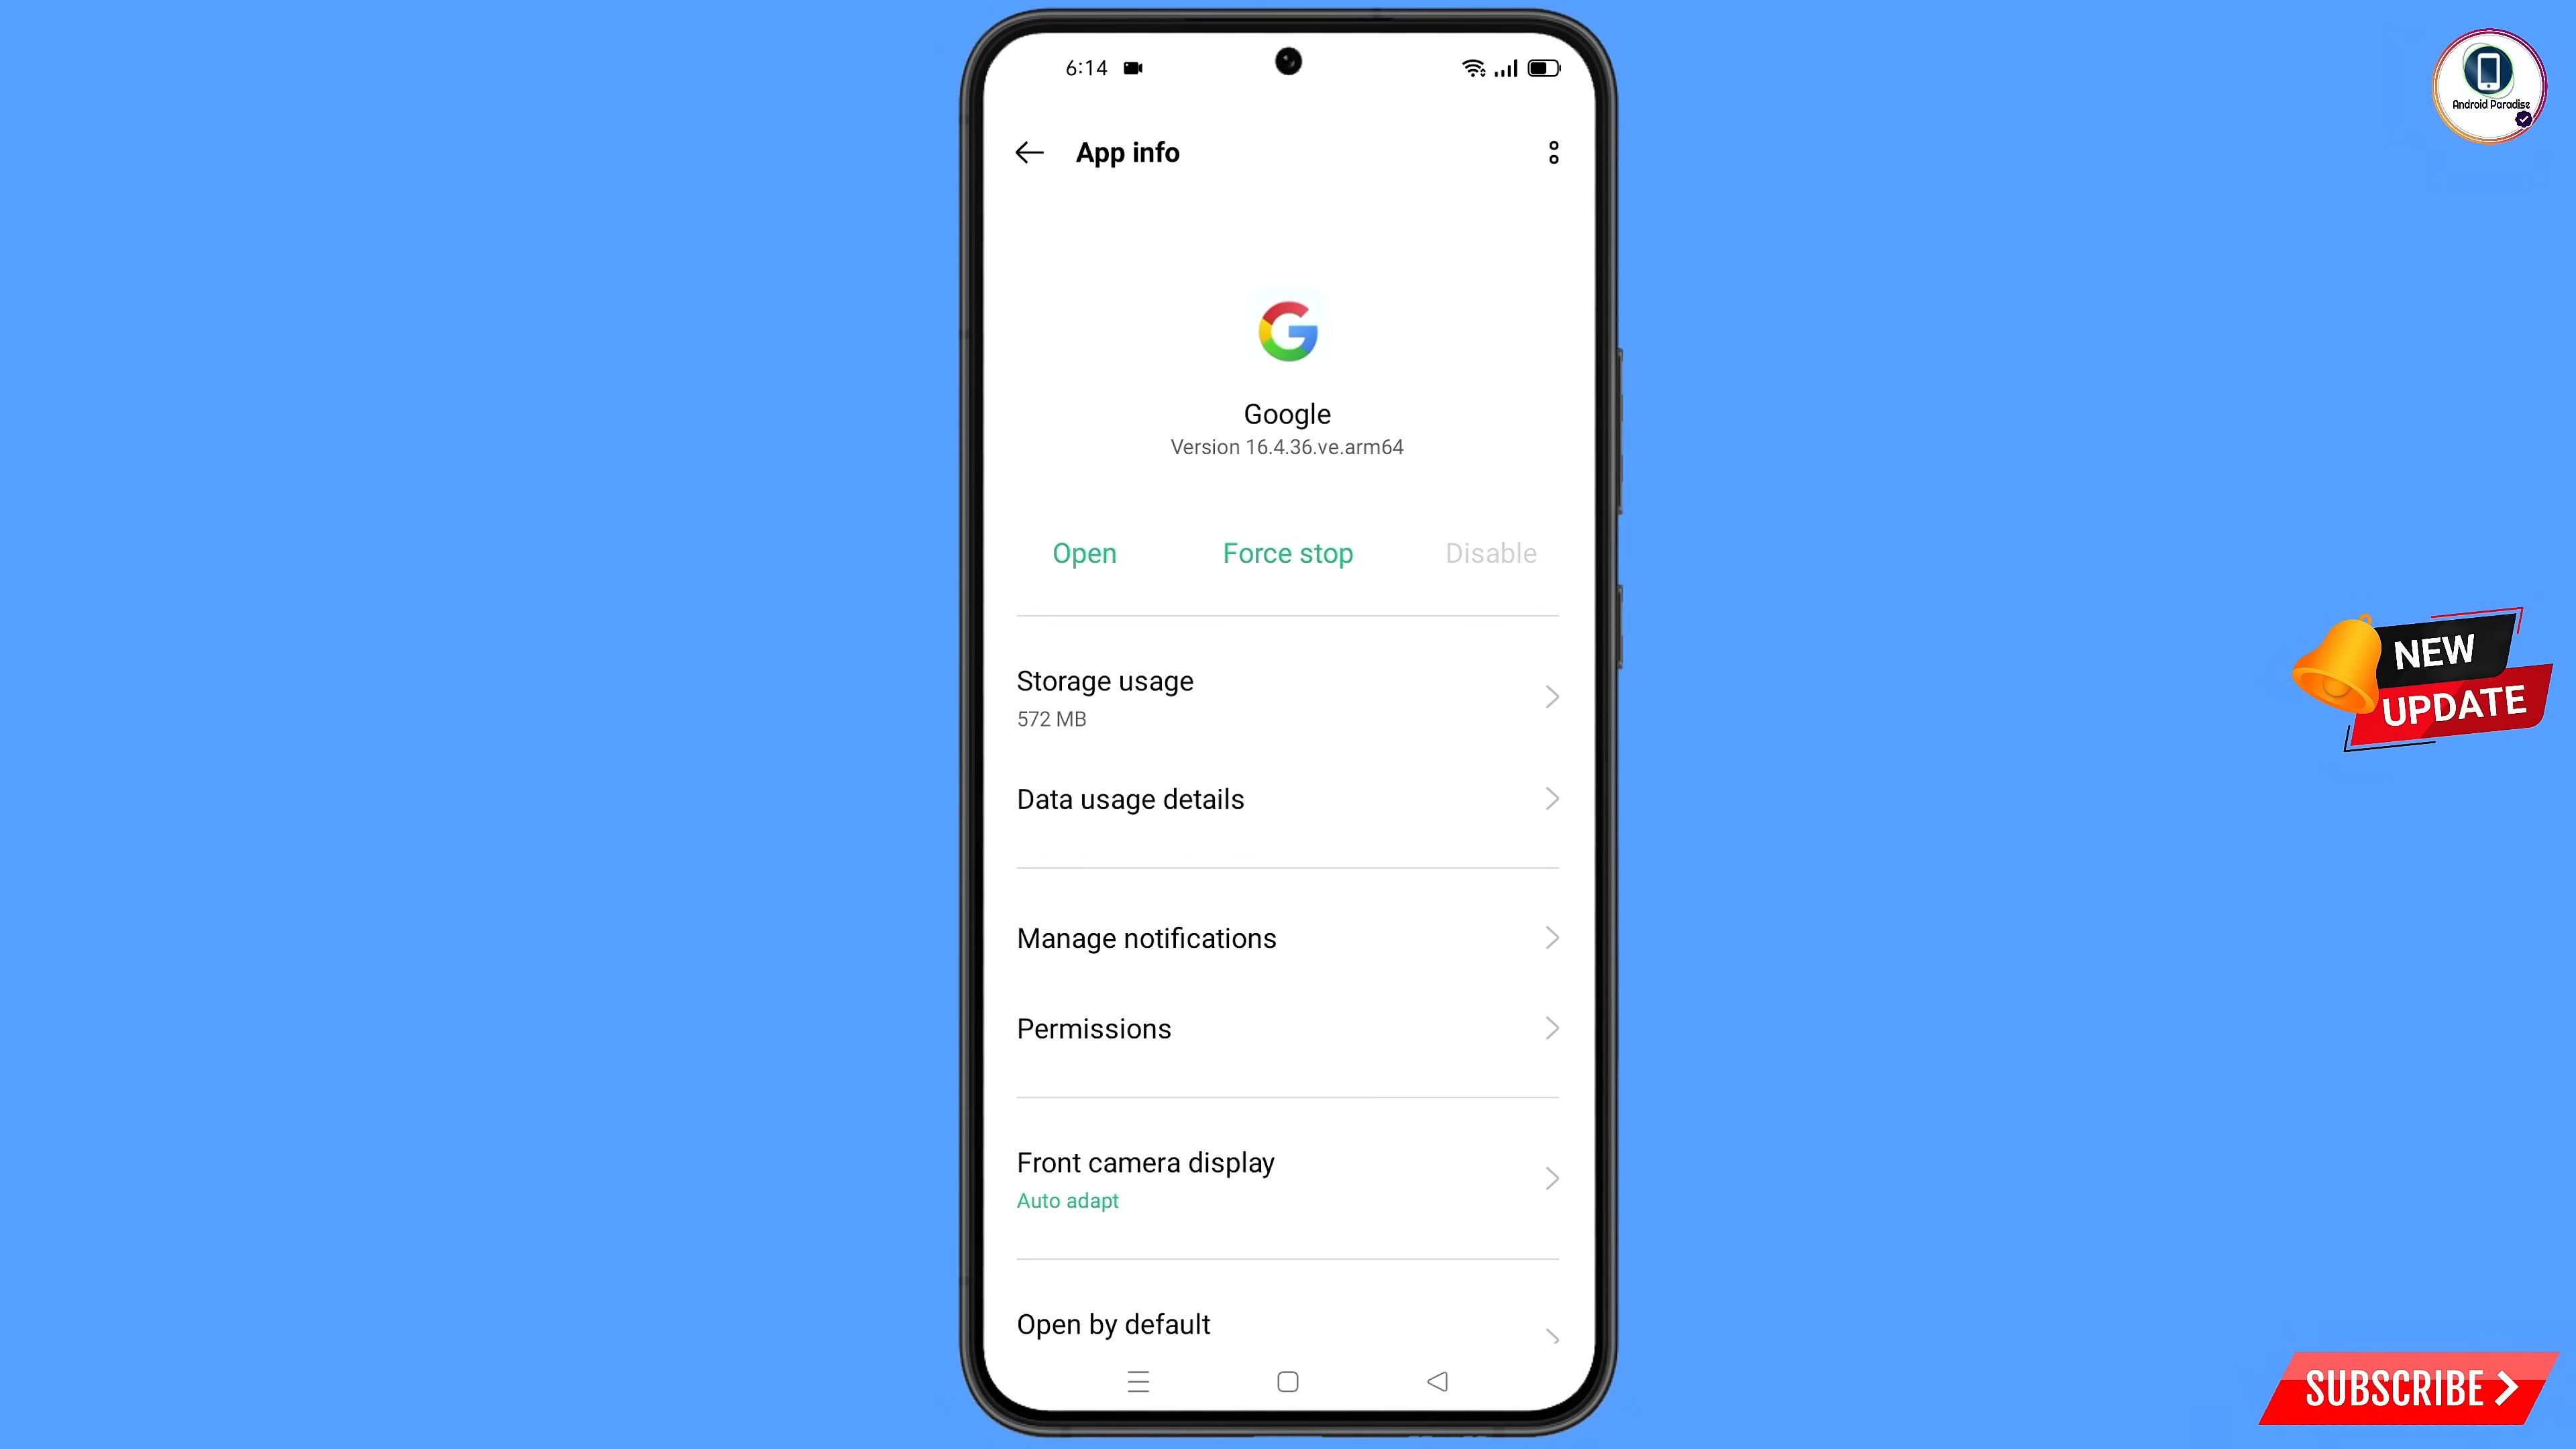 6:14
App info
Google
Version 16.4.36.ve.arm64
Open
Force stop
Disable
Storage usage
572 MB
Data usage details
Manage notifications
Permissions
Front camera display
Auto adapt
Open by default
Android Paradise
NEW
UPDATE
SUBSCRIBE